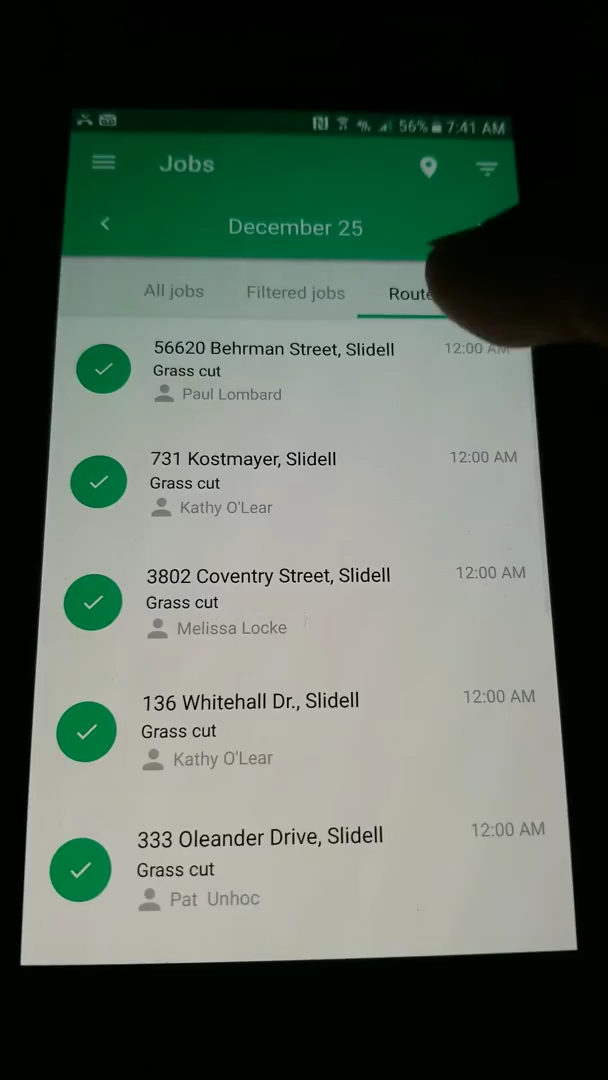 56% 7:41 AM
Jobs
December 25
All jobs Filtered jobs Route
56620 Behrman Street, Slidell 12:00 AM
Grass cut
Paul Lombard
731 Kostmayer, Slidell 12:00 AM
Grass cut
Kathy O'Lear
3802 Coventry Street, Slidell 12:00 AM
Grass cut
Melissa Locke
136 Whitehall Dr., Slidell 12:00 AM
Grass cut
Kathy O'Lear
333 Oleander Drive, Slidell 12:00 AM
Grass cut
Pat Unhoc